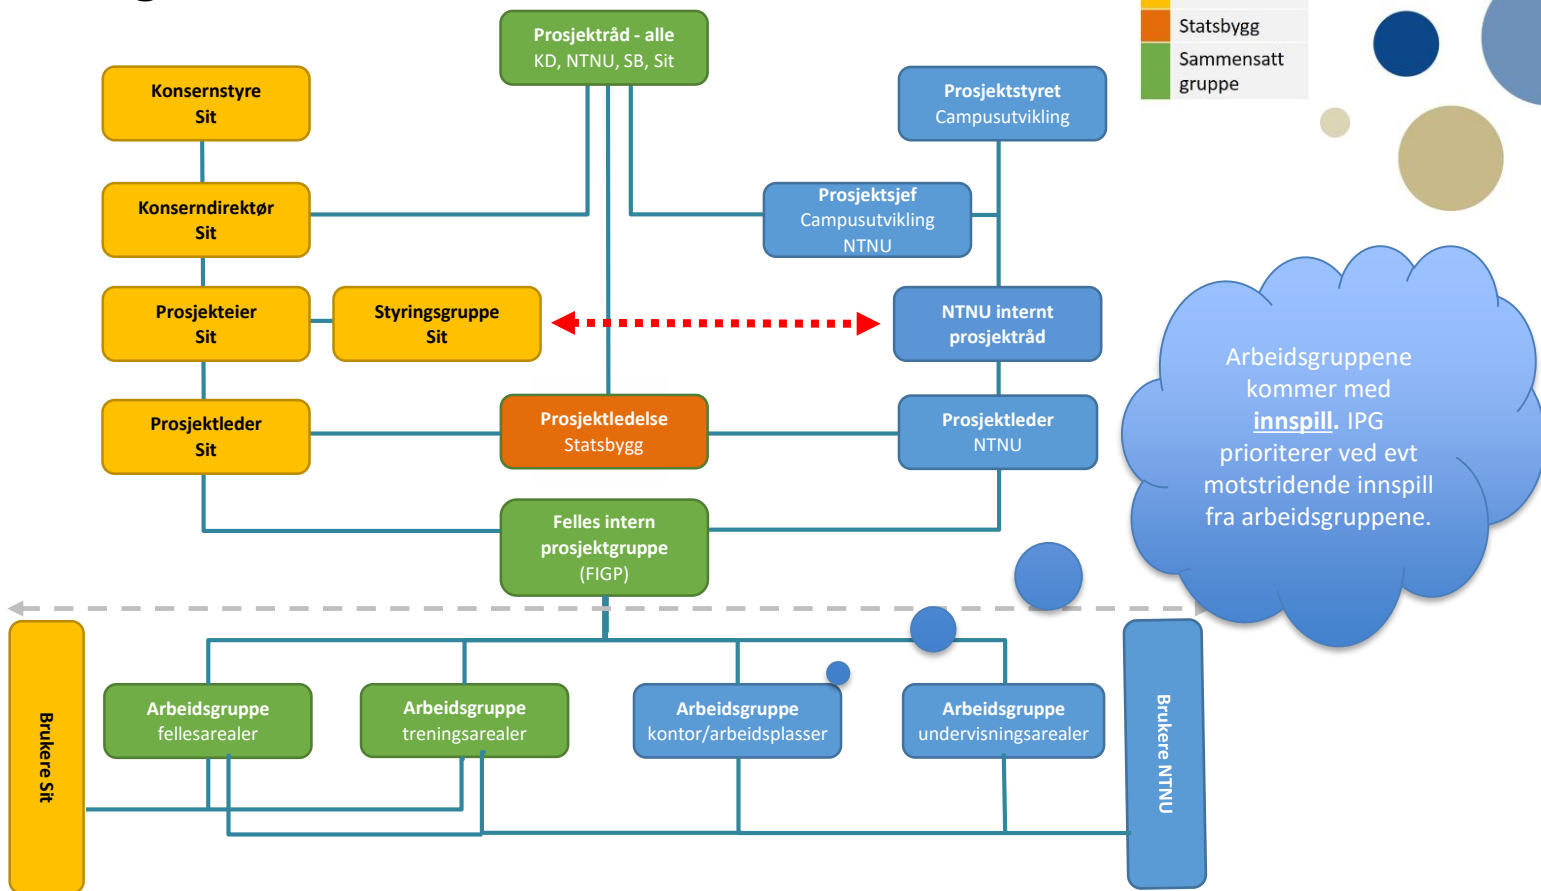 Prosjektråd - alle
KD, NTNU, SB, Sit
Statsbygg
Sammensatt
gruppe
Konsernstyre
Sit
Prosjektstyret
Campusutvikling
Konserndirektør
Sit
Prosjektsjef
Campusutvikling
NTNU
Prosjekteier
Sit
Styringsgruppe
Sit
NTNU internt
prosjektråd
Arbeidsgruppene
kommer med
innspill. IPG
prioriterer ved evt
motstridende innspill
fra arbeidsgruppene.
Prosjektleder
Sit
Prosjektledelse
Statsbygg
Prosjektleder
NTNU
Felles intern
prosjektgruppe
(FIGP)
Brukere Sit
Arbeidsgruppe
fellesarealer
Arbeidsgruppe
treningsarealer
Arbeidsgruppe
kontor/arbeidsplasser
Arbeidsgruppe
undervisningsarealer
Brukere NTNU